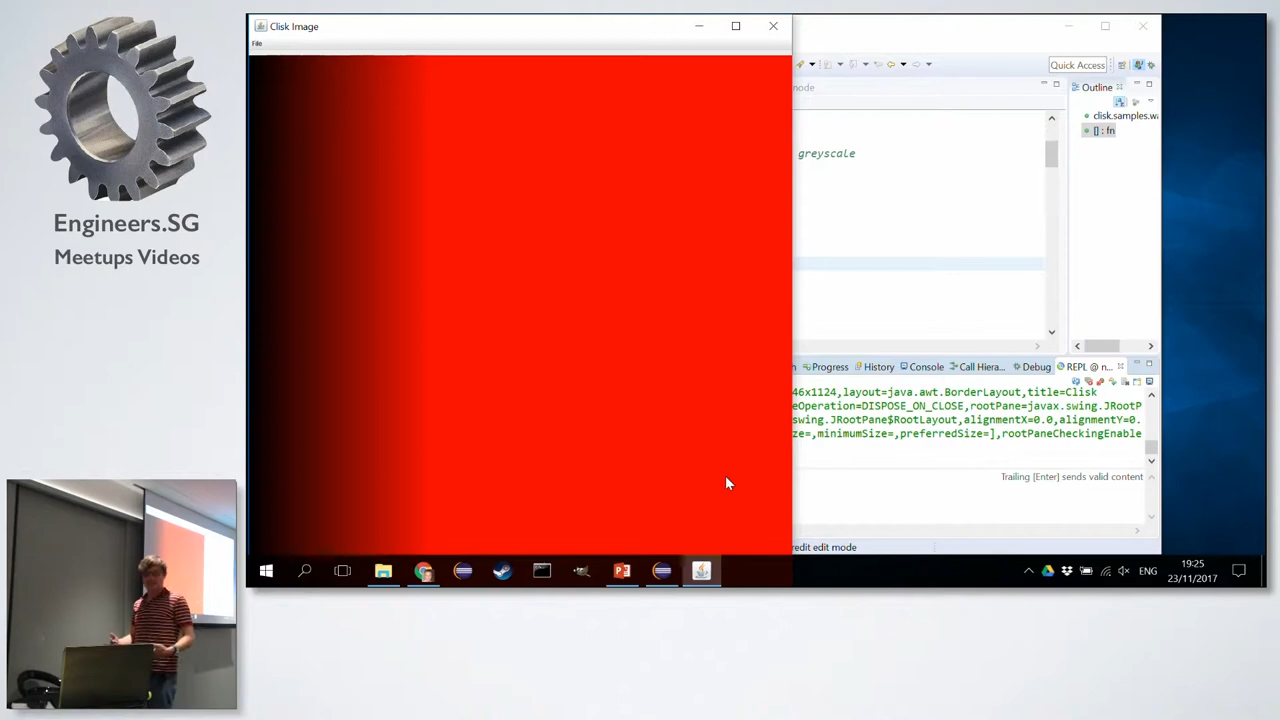 Engineers.SG
Meetups Videos
Clisk Image
File
Quick Access
node
Outline
clisk.samples.wa
[] : fn
greyscale
Progress
History
Console
Call Hiera...
Debug
REPL @ n...
46x1124,layout=java.awt.BorderLayout,title=Clisk
eOperation=DISPOSE_ON_CLOSE,rootPane=javax.swing.JRootP
swing.JRootPane$RootLayout,alignmentX=0.0,alignmentY=0.
ze=,minimumSize=,preferredSize=],rootPaneCheckingEnable
Trailing [Enter] sends valid content
redit edit mode
ENG
19:25
23/11/2017